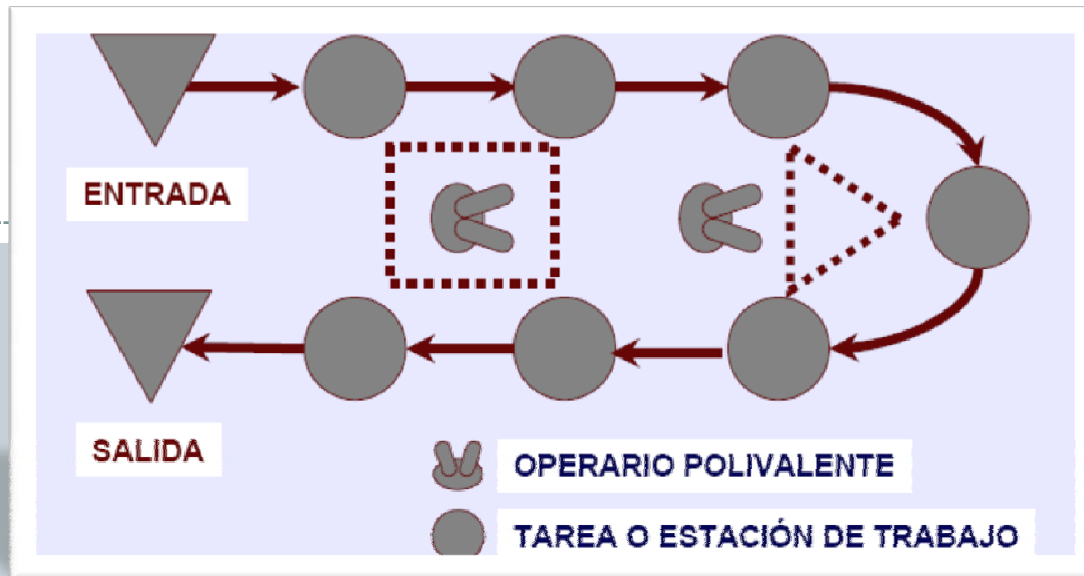 ENTRADA
SALIDA
OPERARIO POLIVALENTE
TAREA O ESTACIÓN DE TRABAJO